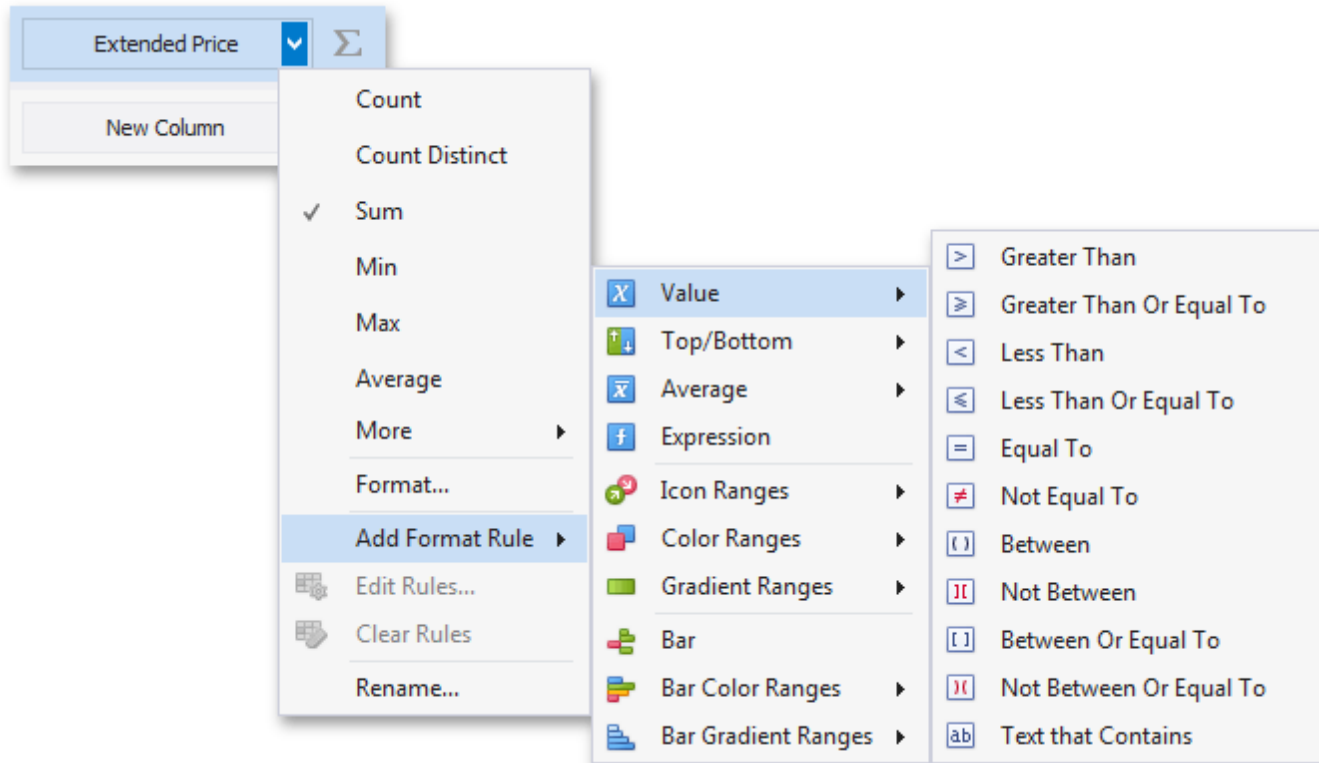 Extended Price
Σ
New Column
Count
Count Distinct
Sum
Min
Max
Average
More
Format...
Add Format Rule
Edit Rules...
Clear Rules
Rename...
Value
Top/Bottom
Average
Expression
Icon Ranges
Color Ranges
Gradient Ranges
Bar
Bar Color Ranges
Bar Gradient Ranges
Greater Than
Greater Than Or Equal To
Less Than
Less Than Or Equal To
Equal To
Not Equal To
Between
Not Between
Between Or Equal To
Not Between Or Equal To
ab Text that Contains